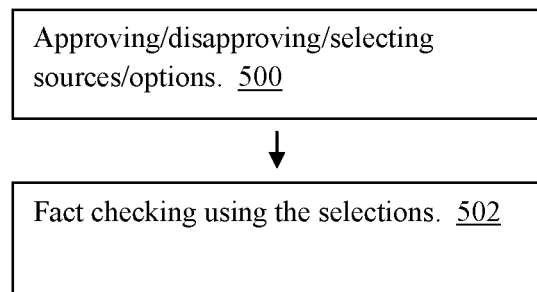 Approving/disapproving/selecting
sources/options. 500
Fact checking using the selections. 502